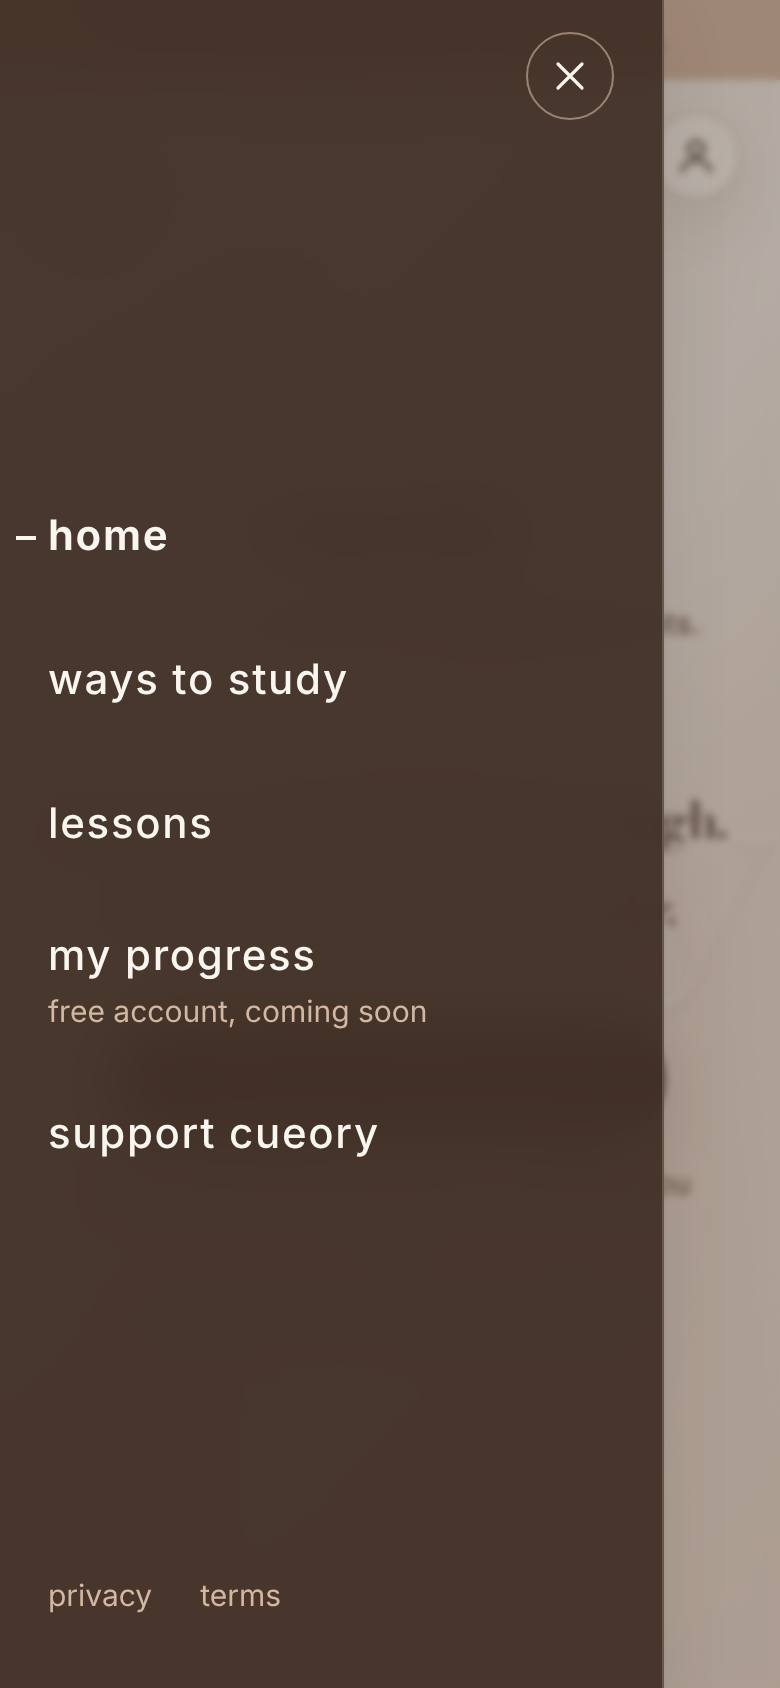 – home
ways to study
lessons
my progress
free account, coming soon
support cueory
privacy terms